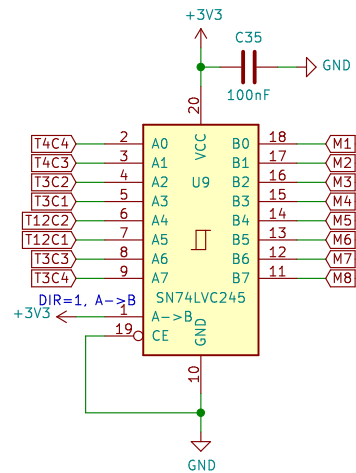 +3V3
C35
GND
100nF
20
VCC
T4C4 2 A0 B0 18 M1
T4C3 3 A1 B1 17 M2
T3C2 4 A2 B2 16 M3
U9
T3C1 5 A3 B3 15 M4
T12C2 6 A4 B4 14 M5
T12C1 7 A5 B5 13 M6
T3C3 8 A6 B6 12 M7
T3C4 9 A7 B7 11 M8
DIR=1, A->B SN74LVC245
+3V3 1 A->B
19 CE
GND
10
GND